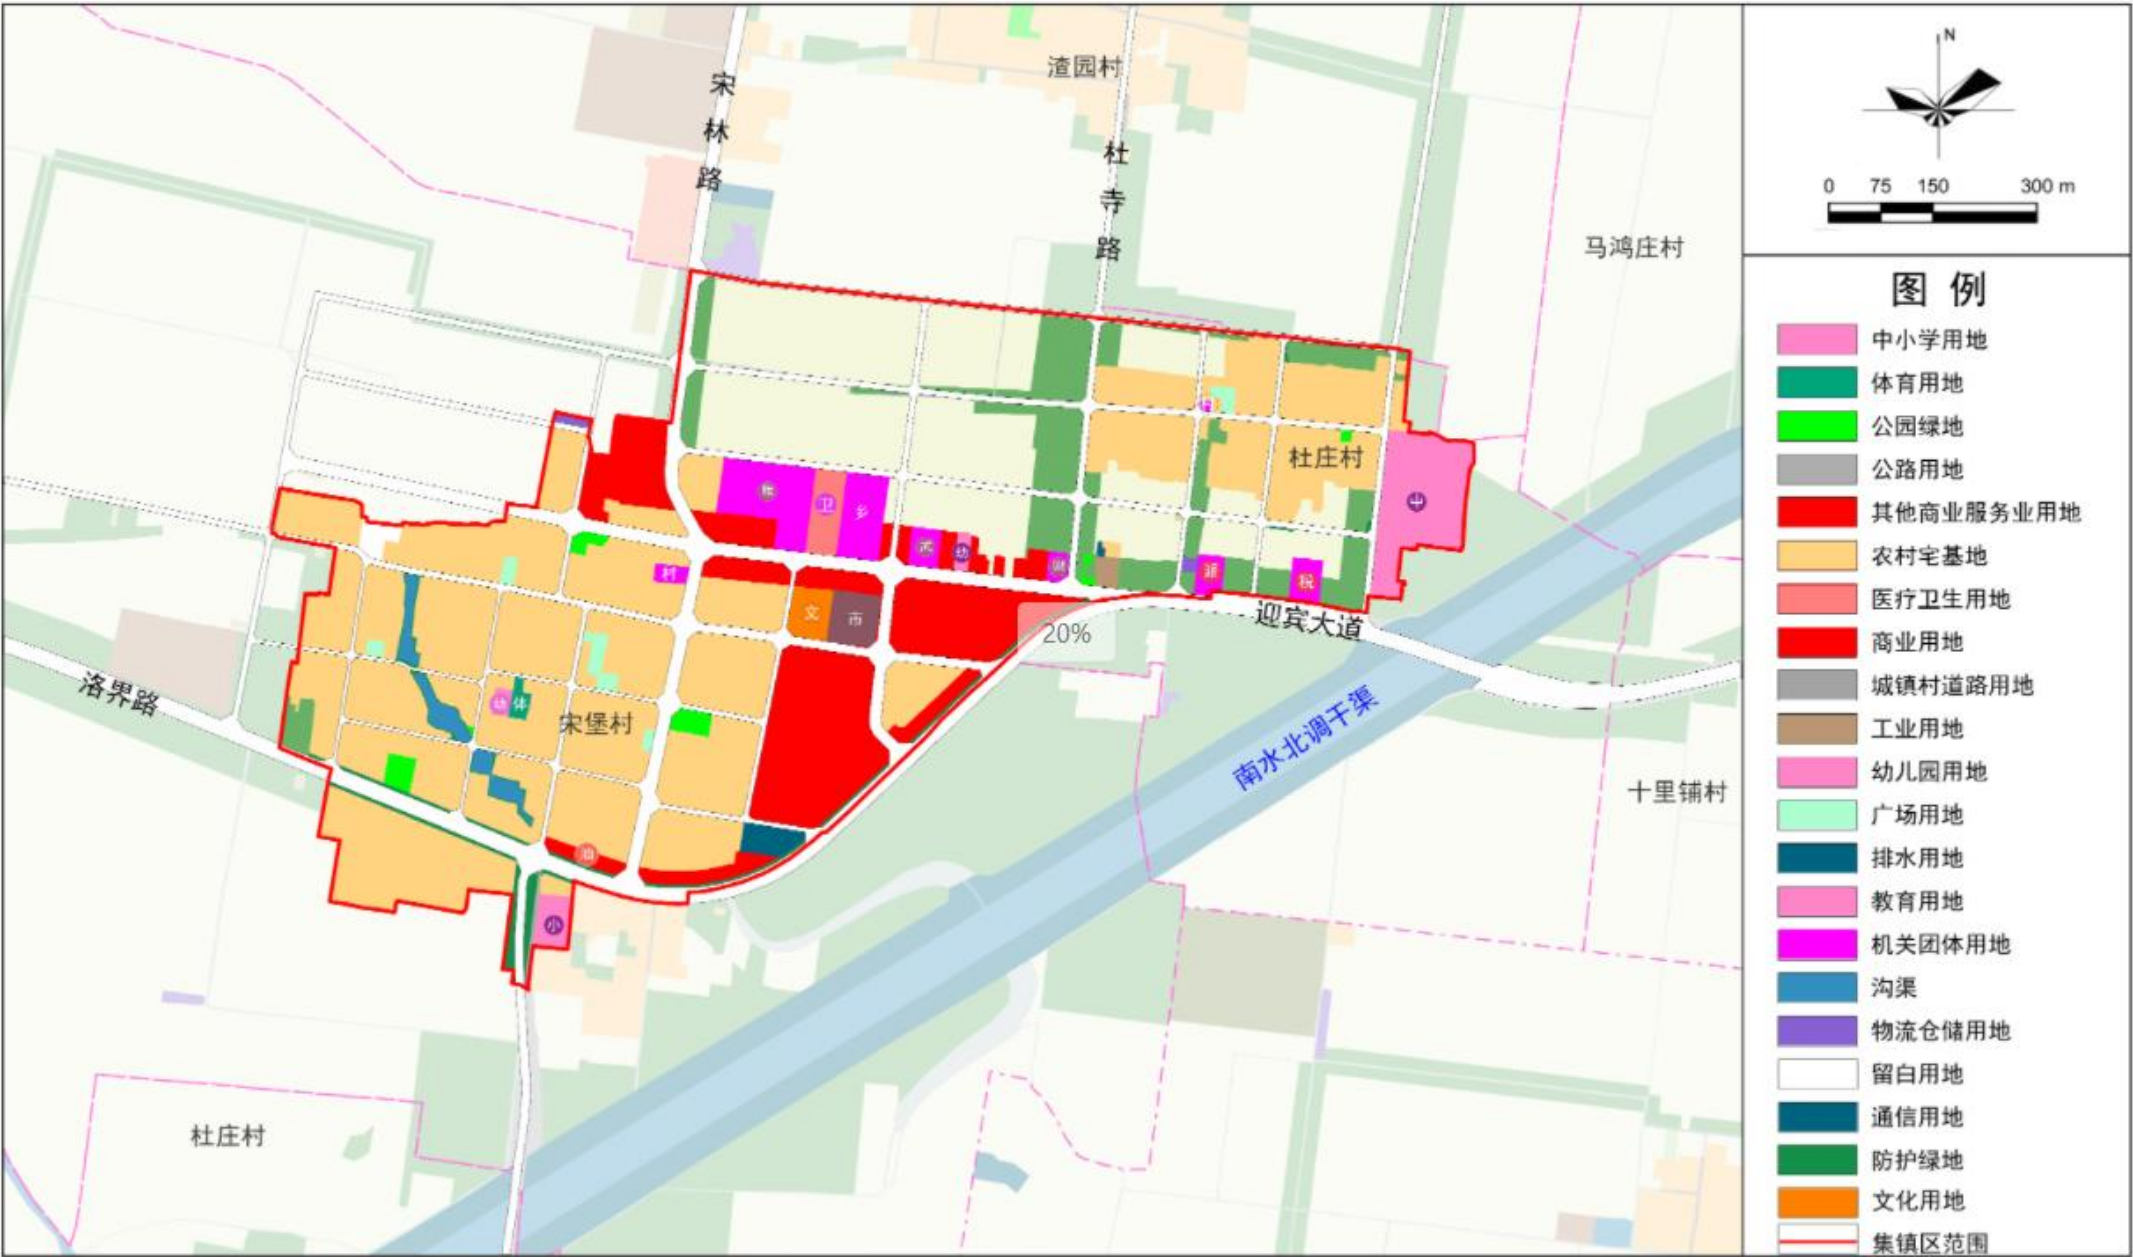 宋林路
渣园村
杜寺路
马鸿庄村
杜庄村
中
卫
乡
幼
村
文
市
税
20%
迎宾大道
洛界路
幼
体
宋堡村
南水北调干渠
十里铺村
油
小
杜庄村
N
0 75 150 300 m
图 例
中小学用地
体育用地
公园绿地
公路用地
其他商业服务业用地
农村宅基地
医疗卫生用地
商业用地
城镇村道路用地
工业用地
幼儿园用地
广场用地
排水用地
教育用地
机关团体用地
沟渠
物流仓储用地
留白用地
通信用地
防护绿地
文化用地
集镇区范围